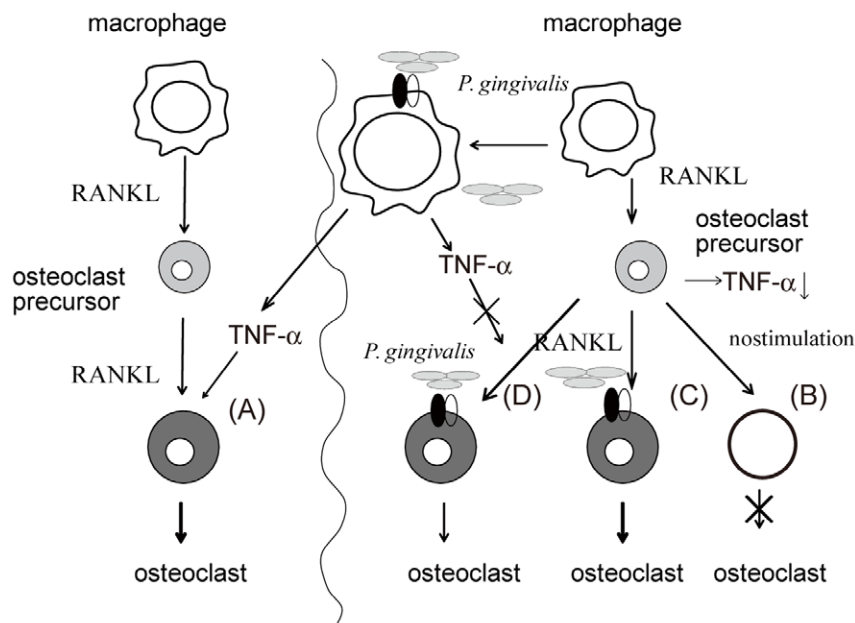 macrophage
macrophage
P. gingivalis
RANKL
RANKL
osteoclast
precursor
TNF-α
TNF-α↓
osteoclast
precursor
TNF-α
nostimulation
P. gingivalis
RANKL
RANKL
(A)
(D)
(C)
(B)
osteoclast
osteoclast
osteoclast
osteoclast